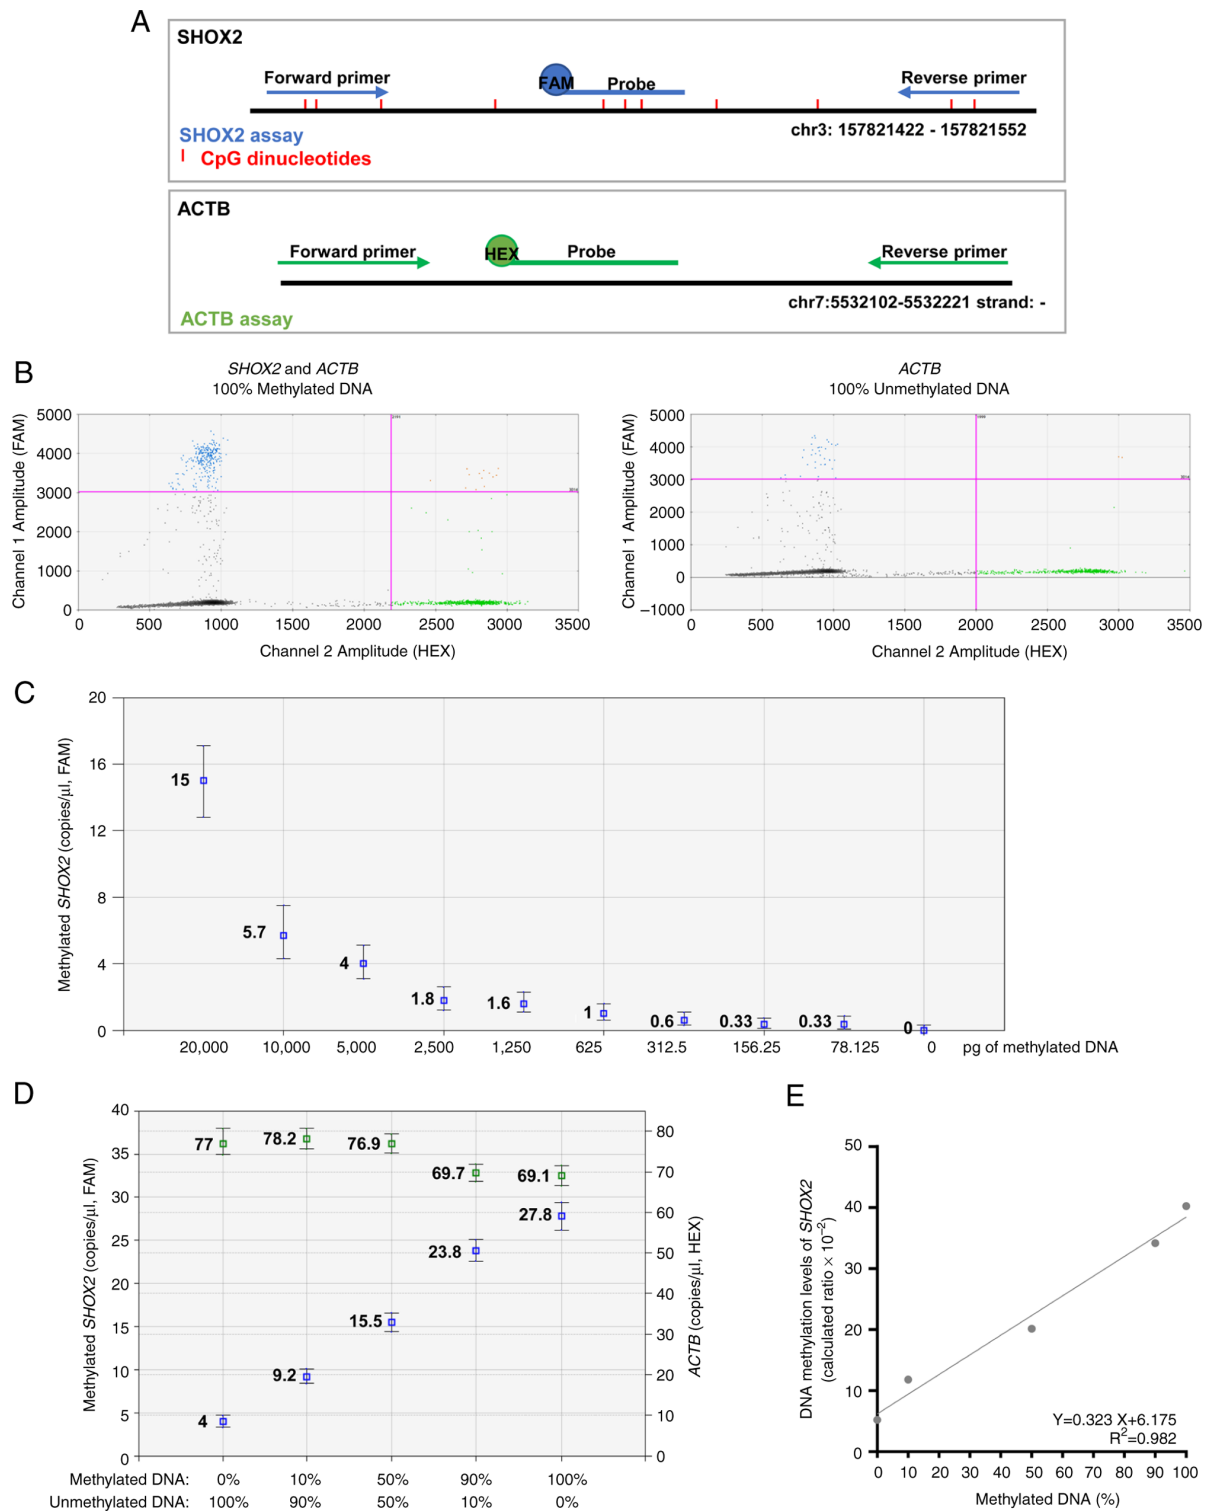 A
SHOX2
Forward primer
FAM
Probe
Reverse primer
chr3: 157821422 - 157821552
SHOX2 assay
CpG dinucleotides
ACTB
Forward primer
HEX
Probe
Reverse primer
chr7:5532102-5532221 strand: -
ACTB assay
B
SHOX2 and ACTB
100% Methylated DNA
Channel 1 Amplitude (FAM)
5000
4000
3000
2000
1000
0
0 500 1000 1500 2000 2500 3000 3500
Channel 2 Amplitude (HEX)
ACTB
100% Unmethylated DNA
Channel 1 Amplitude (FAM)
5000
4000
3000
2000
1000
0
−1000
0 500 1000 1500 2000 2500 3000 3500
Channel 2 Amplitude (HEX)
C
Methylated SHOX2 (copies/µl, FAM)
20
16
12
8
4
0
15
5.7
4
1.8
1.6
1
0.6
0.33
0.33
0
20,000 10,000 5,000 2,500 1,250 625 312.5 156.25 78.125 0 pg of methylated DNA
D
Methylated SHOX2 (copies/µl, FAM)
40
35
30
25
20
15
10
5
0
77
78.2
76.9
69.7
69.1
27.8
23.8
15.5
9.2
4
80
70
60
50
40
30
20
10
0
ACTB (copies/µl, HEX)
Methylated DNA: 0% 10% 50% 90% 100%
Unmethylated DNA: 100% 90% 50% 10% 0%
E
DNA methylation levels of SHOX2
(calculated ratio × 10⁻²)
50
40
30
20
10
0
Y=0.323 X+6.175
R²=0.982
0 10 20 30 40 50 60 70 80 90 100
Methylated DNA (%)